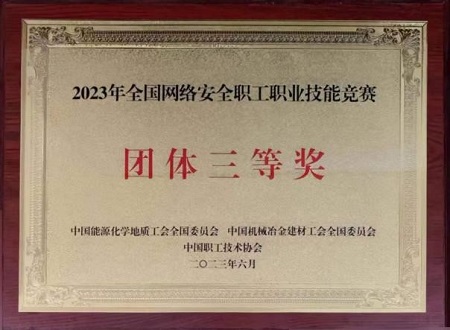 2023年全国网络安全职工职业技能竞赛
团体三等奖
中国能源化学地质工会全国委员会 中国机械冶金建材工会全国委员会
中国职工技术协会
二〇二三年六月